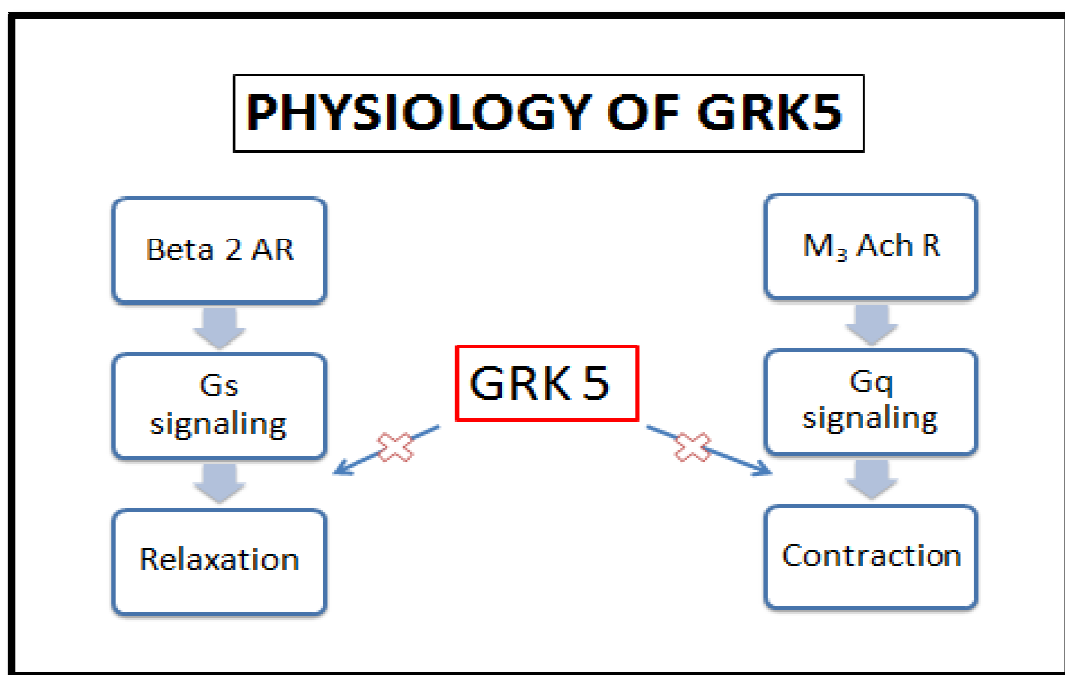 PHYSIOLOGY OF GRK5
Beta 2 AR
Gs
signaling
Relaxation
GRK 5
M₃ Ach R
Gq
signaling
Contraction